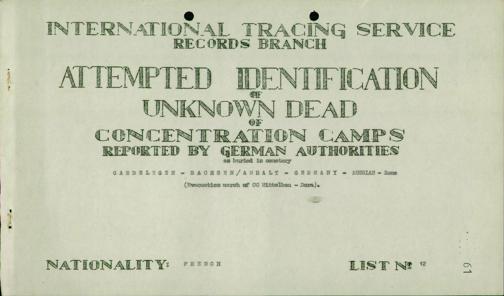 INTERNATIONAL TRACING SERVICE
RECORDS BRANCH
ATTEMPTED IDENTIFICATION
OF
UNKNOWN DEAD
OF
CONCENTRATION CAMPS
REPORTED BY GERMAN AUTHORITIES
as buried in cemetery
GARDELEGEN - SACHSEN/ANHALT - GERMANY - RUSSIAN - Zone
(Evacuation march of CC Mittelbau - Dora).
NATIONALITY: FRENCH
LIST Nº 12
61